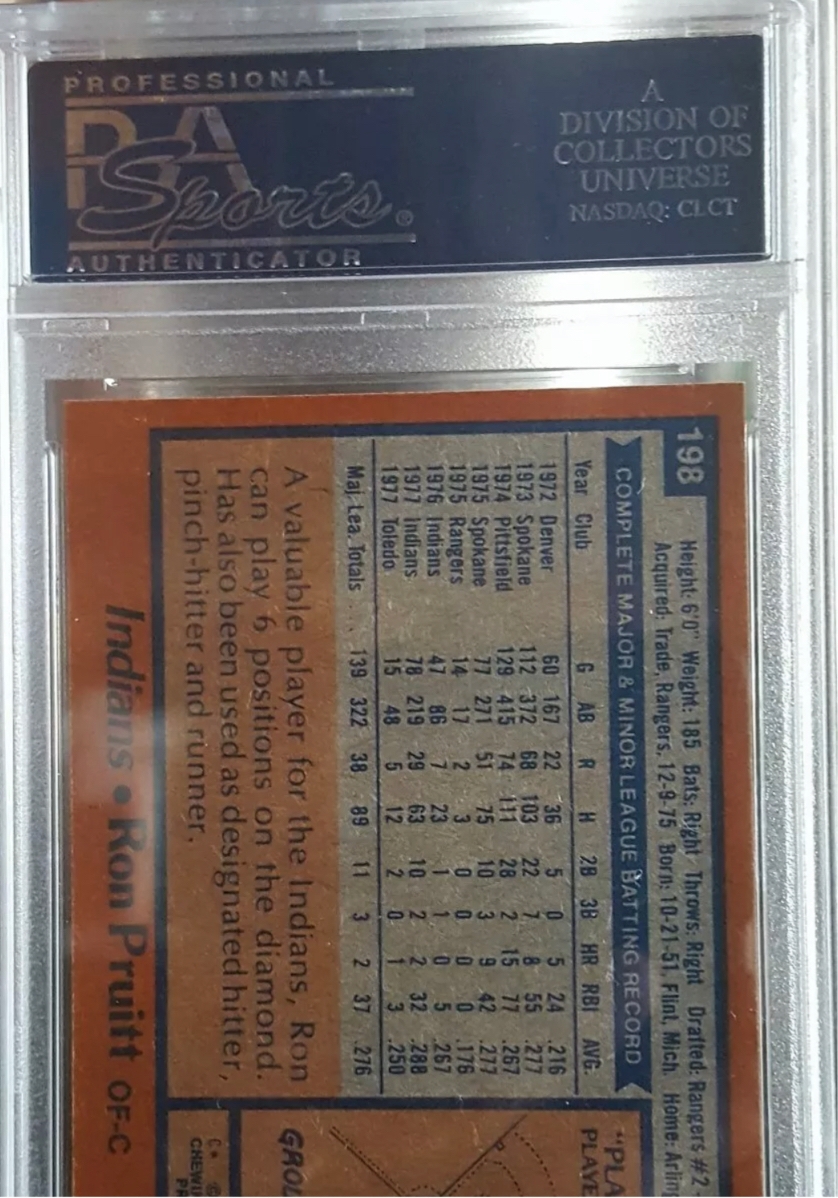 PROFESSIONAL
PSA
Sports®
AUTHENTICATOR
A
DIVISION OF
COLLECTORS
UNIVERSE
NASDAQ: CLCT
198
Height: 6'0" Weight: 185 Bats: Right Throws: Right Drafted: Rangers #2
Acquired: Trade, Rangers, 12-9-75 Born: 10-21-51, Flint, Mich. Home:
COMPLETE MAJOR & MINOR LEAGUE BATTING RECORD
Year Club G AB R H 2B 3B HR RBI AVG.
1972 Denver 60 167 22 36 5 0 5 24 .216
1973 Spokane 112 372 68 103 22 7 8 55 .277
1974 Pittsfield 129 415 74 111 28 2 15 77 .267
1975 Spokane 77 271 51 75 10 3 9 42 .277
1975 Rangers 14 17 2 3 0 0 0 0 .176
1976 Indians 47 86 7 23 1 1 0 5 .267
1977 Indians 78 219 29 63 10 2 2 32 .288
1977 Toledo 15 48 5 12 2 0 1 3 .250
Maj. Lea. Totals . . . 139 322 38 89 11 3 2 37 .276
A valuable player for the Indians, Ron
can play 6 positions on the diamond.
Has also been used as designated hitter,
pinch-hitter and runner.
Indians • Ron Pruitt OF-C
"PLA
PLAYE
GROU
C* ©
CHEWI
PR